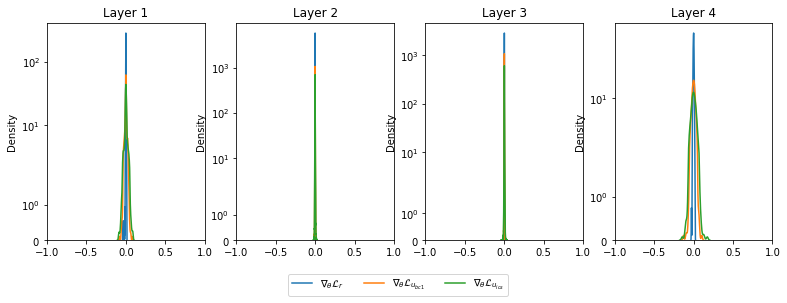 Layer 1 Layer 2 Layer 3 Layer 4
Density Density Density Density
10² 10¹ 10⁰ 0
10³ 10² 10¹ 10⁰ 0
10³ 10² 10¹ 10⁰ 0
10¹ 10⁰ 0
−1.0 −0.5 0.0 0.5 1.0 −1.0 −0.5 0.0 0.5 1.0 −1.0 −0.5 0.0 0.5 1.0 −1.0 −0.5 0.0 0.5 1.0
∇θℒr ∇θℒu_bc1 ∇θℒu_ics